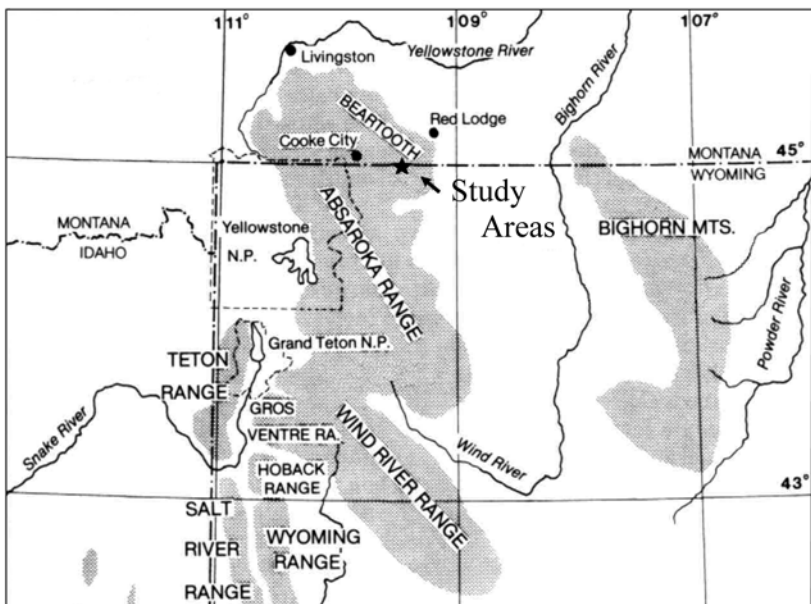 111°
109°
107°
Livingston
Yellowstone River
Bighorn River
BEARTOOTH
Red Lodge
Cooke City
MONTANA
45°
WYOMING
Study
Areas
MONTANA
IDAHO
Yellowstone
N.P.
ABSAROKA RANGE
BIGHORN MTS.
Powder River
Grand Teton N.P.
TETON
RANGE
GROS
VENTRE RA.
Snake River
WIND RIVER RANGE
Wind River
HOBACK
RANGE
43°
SALT
RIVER
RANGE
WYOMING
RANGE